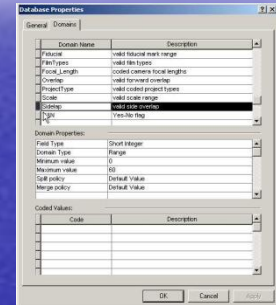 Database Properties
General Domains
Domain Name Description
Fiducial valid fiducial mark range
FilmTypes valid film types
Focal_Length coded camera focal lengths
Overlap valid forward overlap
ProjectType valid coded project types
Scale valid scale range
Sidelap valid side overlap
Yes-No flag
Domain Properties:
Field Type Short Integer
Domain Type Range
Minimum value 0
Maximum value 60
Split policy Default Value
Merge policy Default Value
Coded Values:
Code Description
OK Cancel Apply